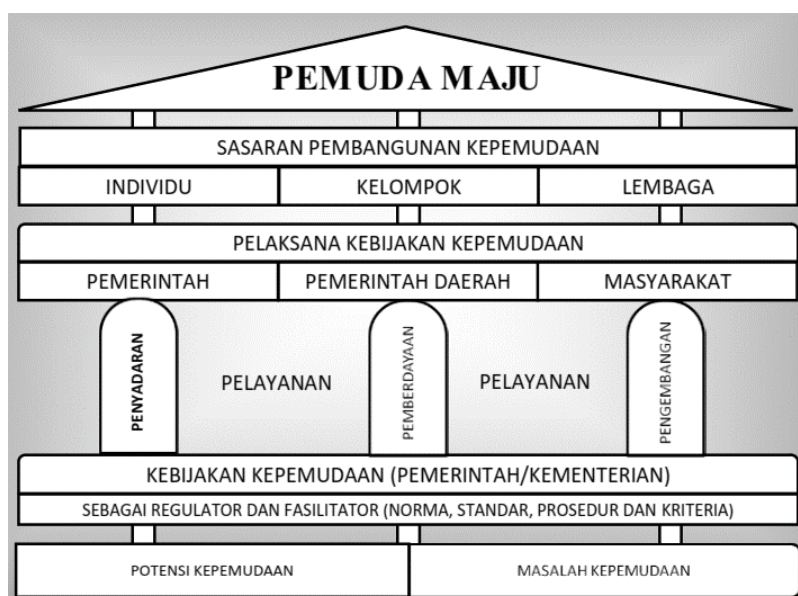 PEMUDA MAJU
SASARAN PEMBANGUNAN KEPEMUDAAN
INDIVIDU
KELOMPOK
LEMBAGA
PELAKSANA KEBIJAKAN KEPEMUDAAN
PEMERINTAH
PEMERINTAH DAERAH
MASYARAKAT
PENYADARAN
PELAYANAN
PEMBERDAYAAN
PELAYANAN
PENGEMBANGAN
KEBIJAKAN KEPEMUDAAN (PEMERINTAH/KEMENTERIAN)
SEBAGAI REGULATOR DAN FASILITATOR (NORMA, STANDAR, PROSEDUR DAN KRITERIA)
POTENSI KEPEMUDAAN
MASALAH KEPEMUDAAN